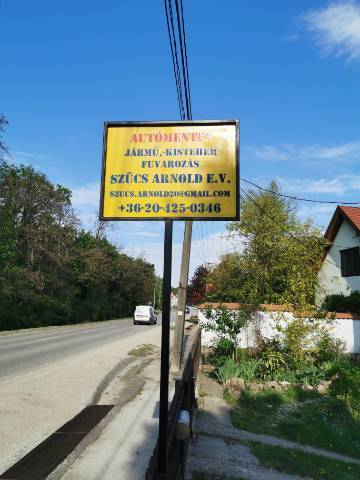 AUTÓMENTÉS
JÁRMŰ,-KISTEHER
FUVAROZÁS
SZŰCS ARNOLD E.V.
SZUCS.ARNOLD20@GMAIL.COM
+36-20-425-0346